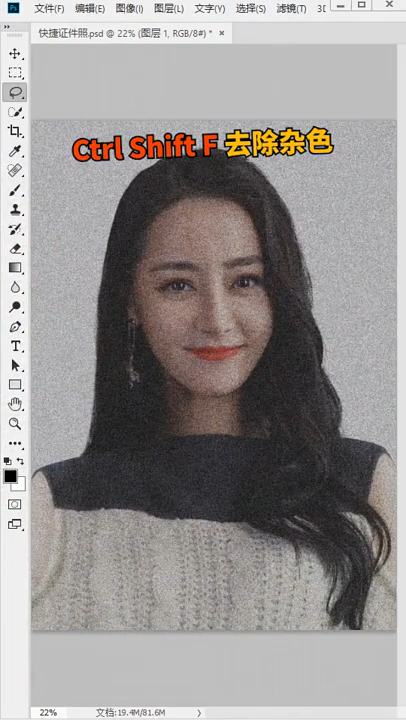 Ps 文件(F) 编辑(E) 图像(I) 图层(L) 文字(Y) 选择(S) 滤镜(T) 3D
快捷证件照.psd @ 22% (图层 1, RGB/8#) * ×
Ctrl Shift F 去除杂色
T
22% 文档:19.4M/81.6M